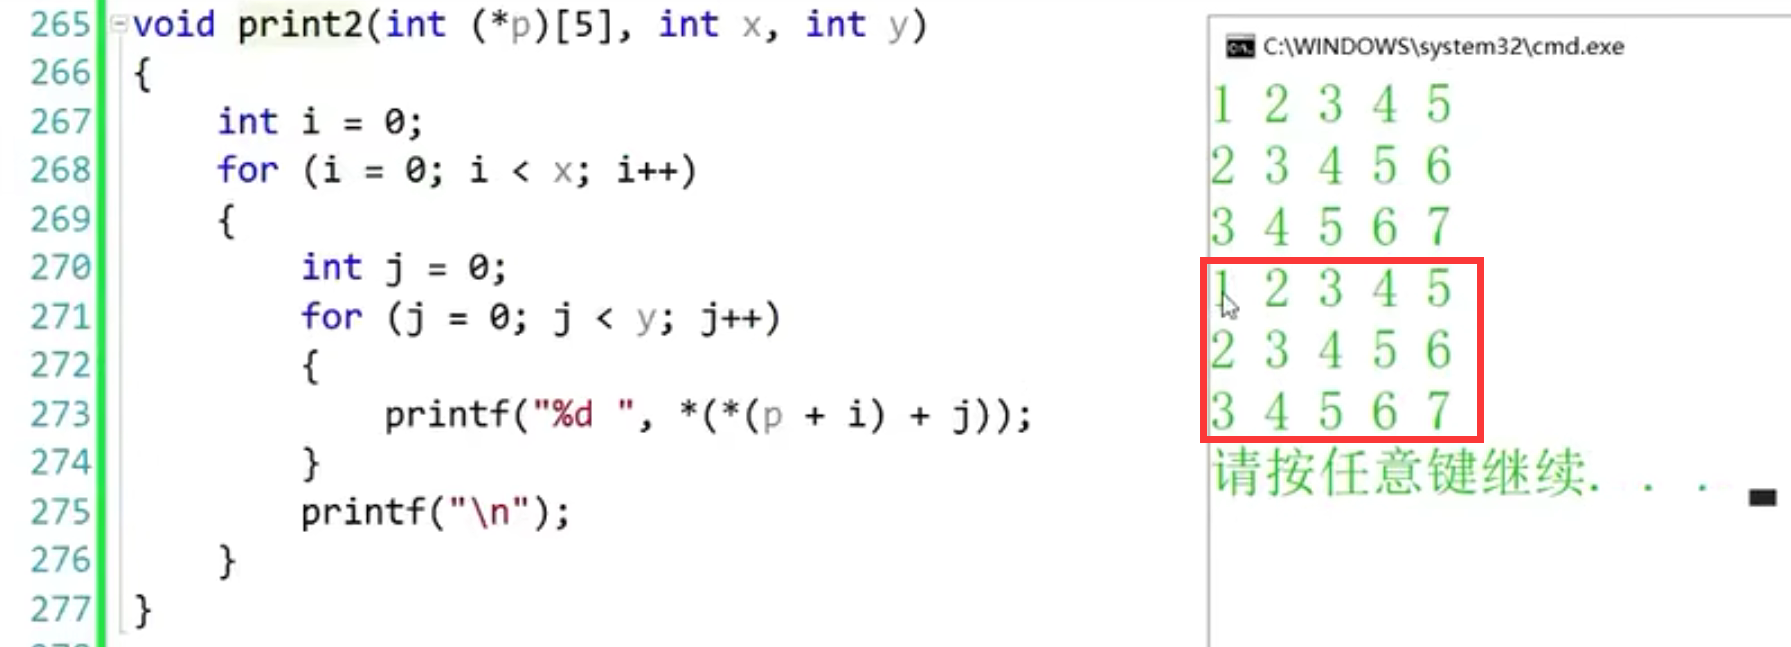 265 void print2(int (*p)[5], int x, int y)
266 {
267 int i = 0;
268 for (i = 0; i < x; i++)
269 {
270 int j = 0;
271 for (j = 0; j < y; j++)
272 {
273 printf("%d ", *(*(p + i) + j));
274 }
275 printf("\n");
276 }
277 }
C:\WINDOWS\system32\cmd.exe
1 2 3 4 5
2 3 4 5 6
3 4 5 6 7
1 2 3 4 5
2 3 4 5 6
3 4 5 6 7
请按任意键继续. . .